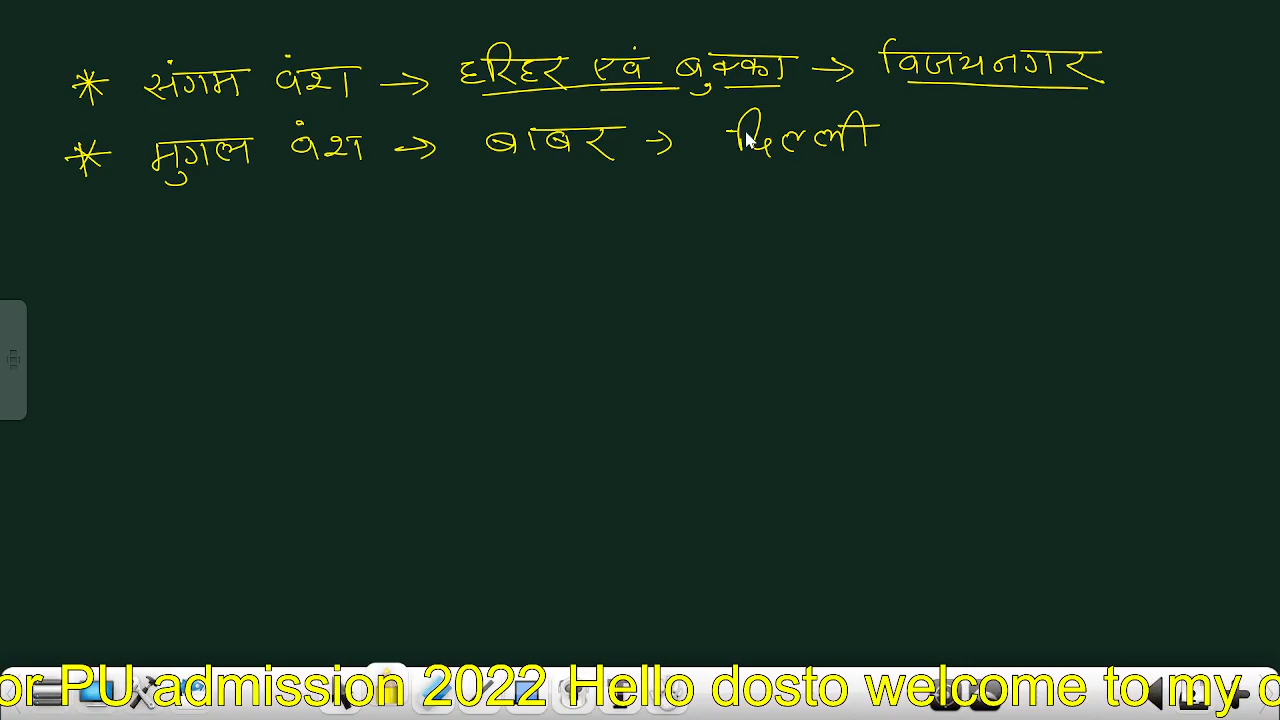 * संगम वंश → हरिहर एवं बुक्का → विजयनगर
* मुगल वंश → बाबर → दिल्ली
or PU admission 2022 Hello dosto welcome to my c